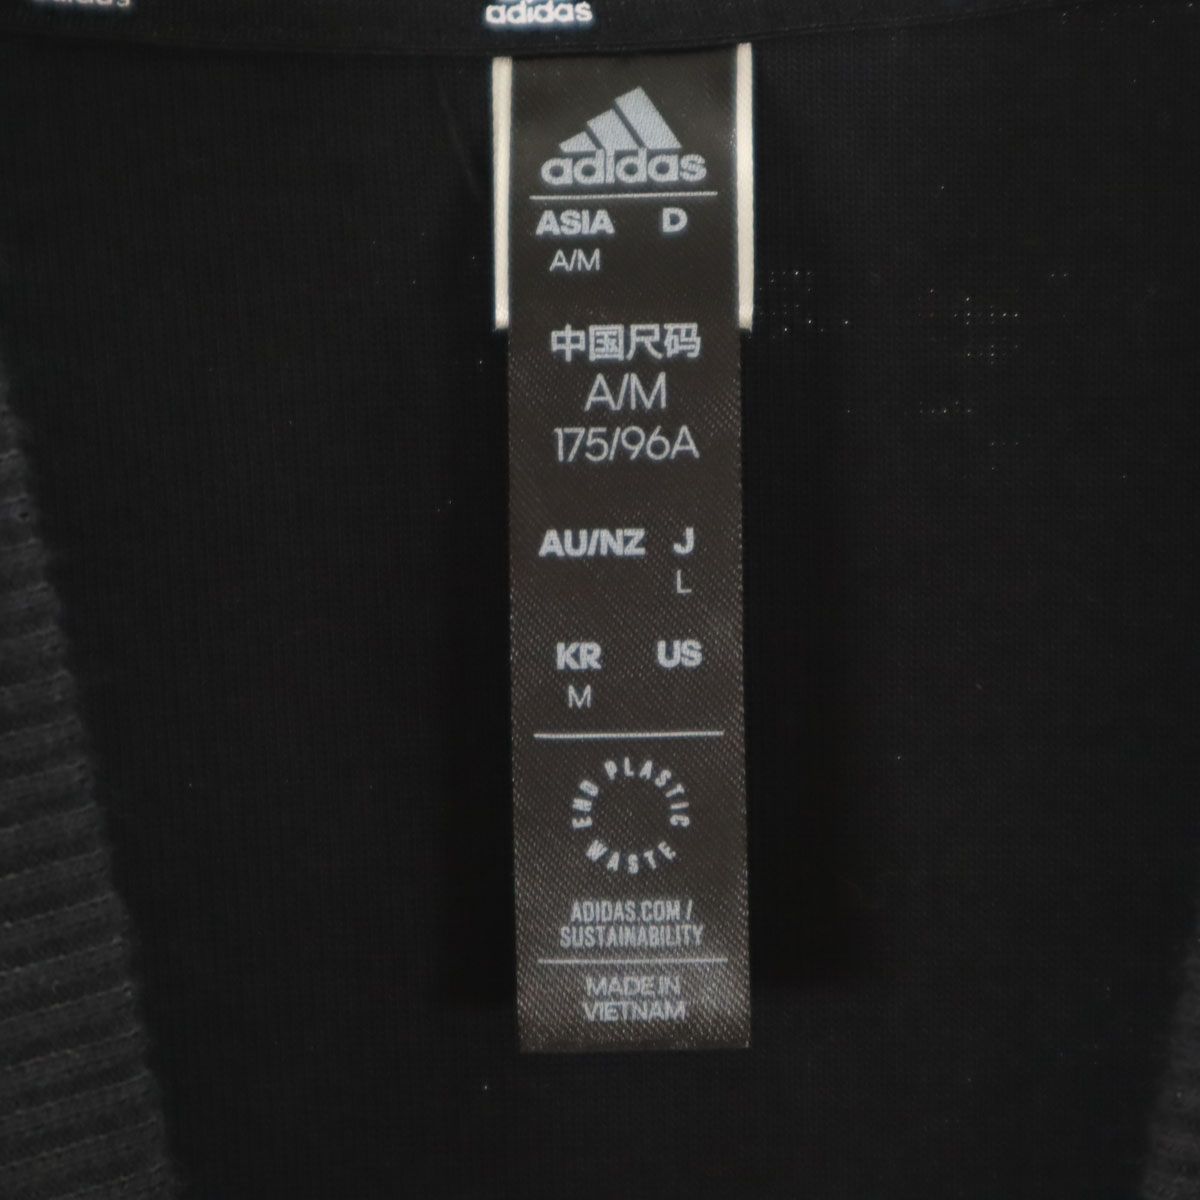 adidas
adidas
adidas
ASIA D
A/M
中国尺码
A/M
175/96A
AU/NZ J
L
KR US
M
END PLASTIC WASTE
ADIDAS.COM/
SUSTAINABILITY
MADE IN
VIETNAM